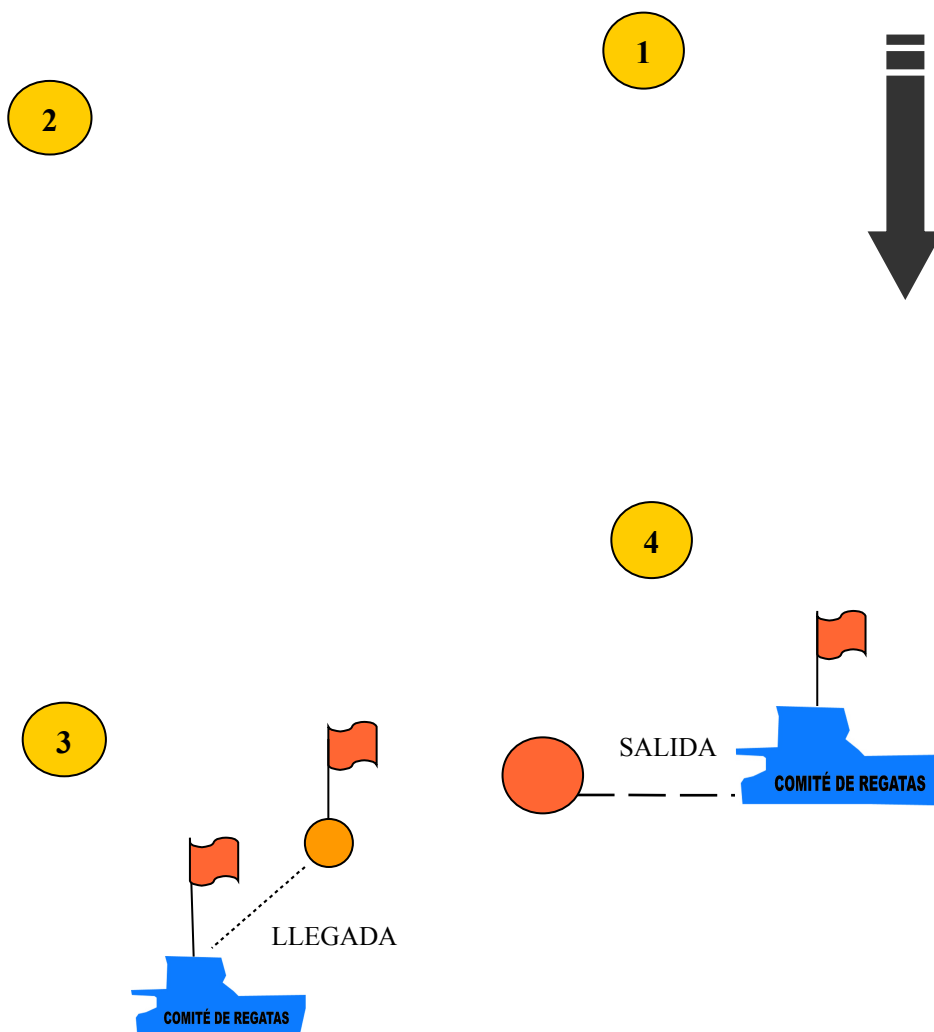 1
2
4
3
SALIDA
COMITÉ DE REGATAS
LLEGADA
COMITÉ DE REGATAS